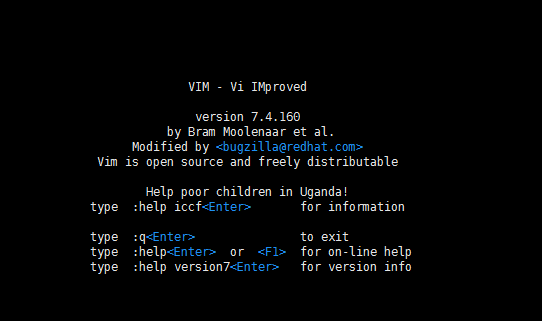 VIM - Vi IMproved
version 7.4.160
by Bram Moolenaar et al.
Modified by <bugzilla@redhat.com>
Vim is open source and freely distributable
Help poor children in Uganda!
type :help iccf<Enter> for information
type :q<Enter> to exit
type :help<Enter> or <F1> for on-line help
type :help version7<Enter> for version info